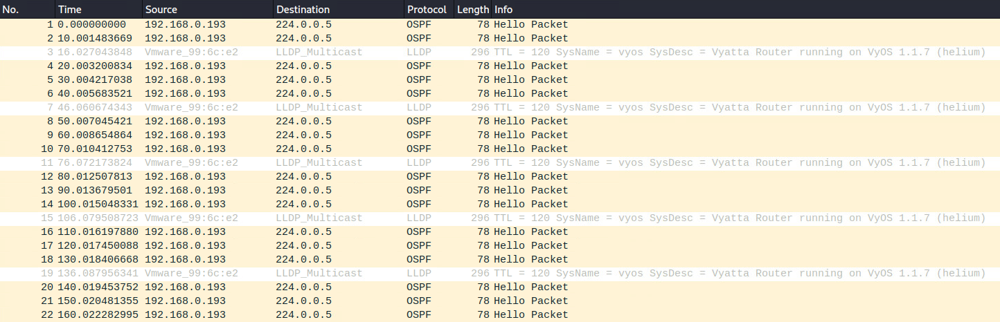 No. Time Source Destination Protocol Length Info
1 0.000000000 192.168.0.193 224.0.0.5 OSPF 78 Hello Packet
2 10.001483669 192.168.0.193 224.0.0.5 OSPF 78 Hello Packet
3 16.027043848 Vmware_99:6c:e2 LLDP_Multicast LLDP 296 TTL = 120 SysName = vyos SysDesc = Vyatta Router running on VyOS 1.1.7 (helium)
4 20.003200834 192.168.0.193 224.0.0.5 OSPF 78 Hello Packet
5 30.004217038 192.168.0.193 224.0.0.5 OSPF 78 Hello Packet
6 40.005683521 192.168.0.193 224.0.0.5 OSPF 78 Hello Packet
7 46.060674343 Vmware_99:6c:e2 LLDP_Multicast LLDP 296 TTL = 120 SysName = vyos SysDesc = Vyatta Router running on VyOS 1.1.7 (helium)
8 50.007045421 192.168.0.193 224.0.0.5 OSPF 78 Hello Packet
9 60.008654864 192.168.0.193 224.0.0.5 OSPF 78 Hello Packet
10 70.010412753 192.168.0.193 224.0.0.5 OSPF 78 Hello Packet
11 76.072173824 Vmware_99:6c:e2 LLDP_Multicast LLDP 296 TTL = 120 SysName = vyos SysDesc = Vyatta Router running on VyOS 1.1.7 (helium)
12 80.012507813 192.168.0.193 224.0.0.5 OSPF 78 Hello Packet
13 90.013679501 192.168.0.193 224.0.0.5 OSPF 78 Hello Packet
14 100.015048331 192.168.0.193 224.0.0.5 OSPF 78 Hello Packet
15 106.079508723 Vmware_99:6c:e2 LLDP_Multicast LLDP 296 TTL = 120 SysName = vyos SysDesc = Vyatta Router running on VyOS 1.1.7 (helium)
16 110.016197880 192.168.0.193 224.0.0.5 OSPF 78 Hello Packet
17 120.017450088 192.168.0.193 224.0.0.5 OSPF 78 Hello Packet
18 130.018406668 192.168.0.193 224.0.0.5 OSPF 78 Hello Packet
19 136.087956341 Vmware_99:6c:e2 LLDP_Multicast LLDP 296 TTL = 120 SysName = vyos SysDesc = Vyatta Router running on VyOS 1.1.7 (helium)
20 140.019453752 192.168.0.193 224.0.0.5 OSPF 78 Hello Packet
21 150.020481355 192.168.0.193 224.0.0.5 OSPF 78 Hello Packet
22 160.022282995 192.168.0.193 224.0.0.5 OSPF 78 Hello Packet